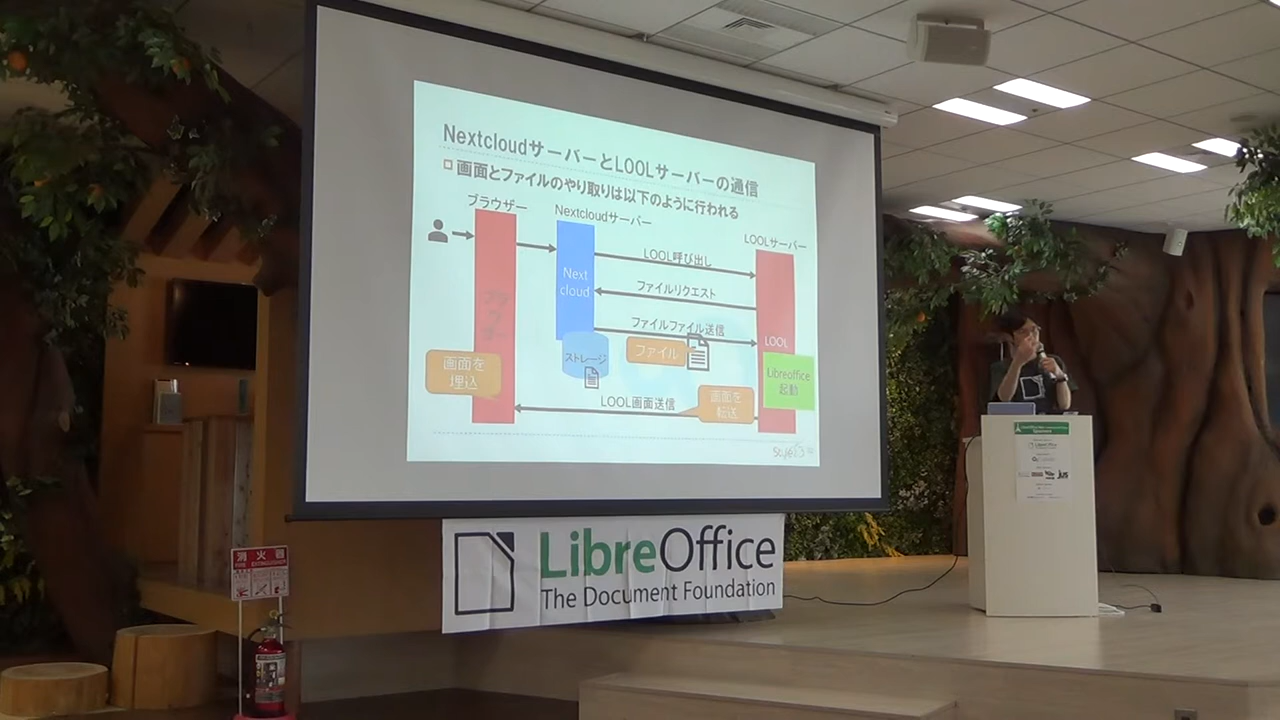 NextcloudサーバーとLOOLサーバーの通信
画面とファイルのやり取りは以下のように行われる
ブラウザー
Nextcloudサーバー
LOOLサーバー
LOOL呼び出し
Next
cloud
ファイルリクエスト
ファイルファイル送信
LOOL
ストレージ
ファイル
画面を
埋込
Libreoffice
起動
LOOL画面送信
画面を
転送
Style
LibreOffice
The Document Foundation
消火器
FIRE EXTINGUISHER
LibreOffice
jus